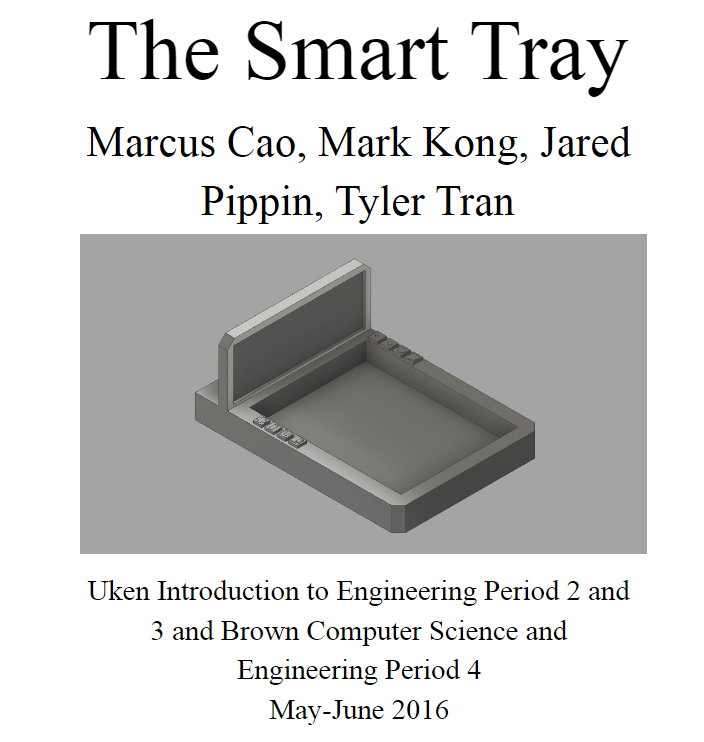 The Smart Tray
Marcus Cao, Mark Kong, Jared
Pippin, Tyler Tran
Uken Introduction to Engineering Period 2 and
3 and Brown Computer Science and
Engineering Period 4
May-June 2016